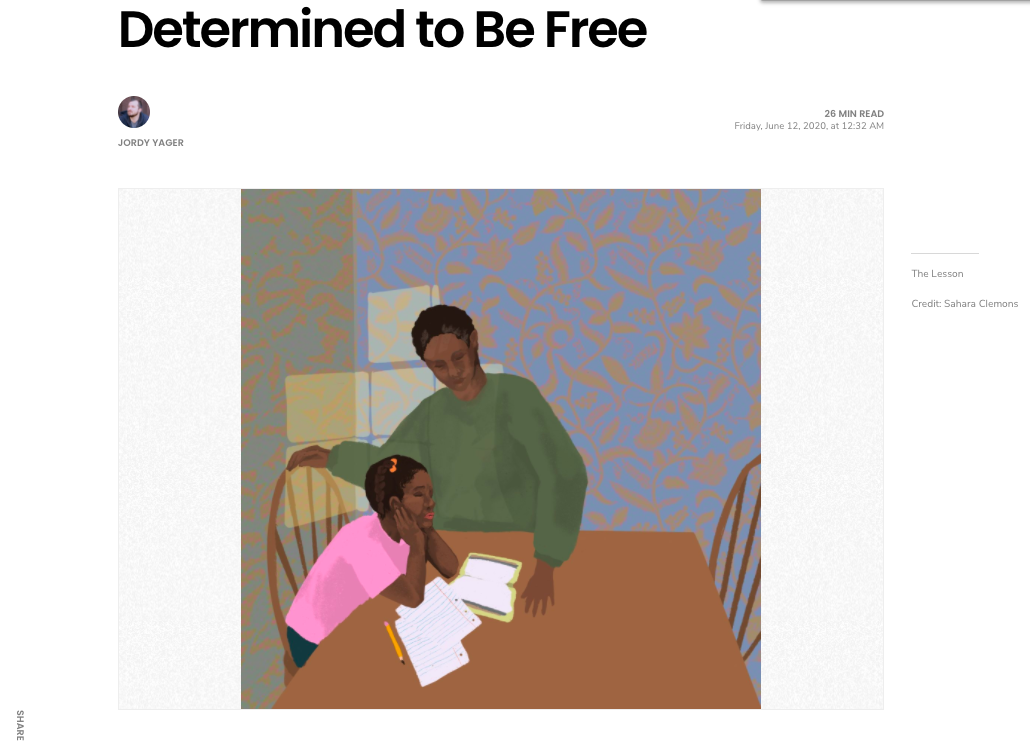 Determined to Be Free
JORDY YAGER
26 MIN READ
Friday, June 12, 2020, at 12:32 AM
The Lesson
Credit: Sahara Clemons
SHARE